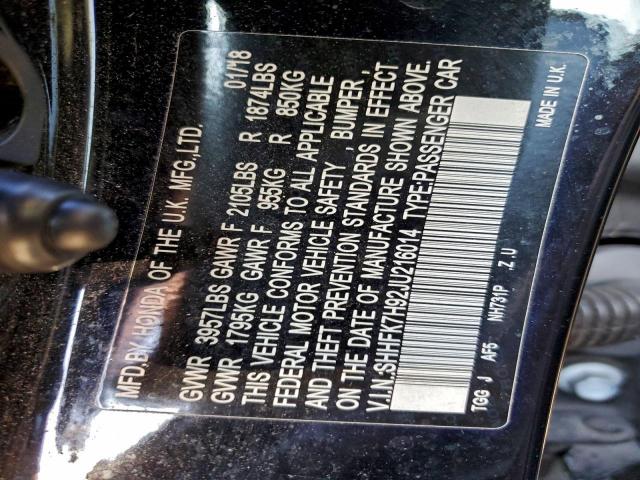 MFD.BY HONDA OF THE U.K. MFG.,LTD. 01/18
GVWR 3957LBS GAWR F 2105LBS R 1874LBS
GVWR 1795KG GAWR F 955KG R 850KG
THIS VEHICLE CONFORMS TO ALL APPLICABLE
FEDERAL MOTOR VEHICLE SAFETY , BUMPER ,
AND THEFT PREVENTION STANDARDS IN EFFECT
ON THE DATE OF MANUFACTURE SHOWN ABOVE.
V.I.N.SHHFK7H92JU216014 TYPE:PASSENGER CAR
TGG J AF5 NH731P Z .U MADE IN U.K.